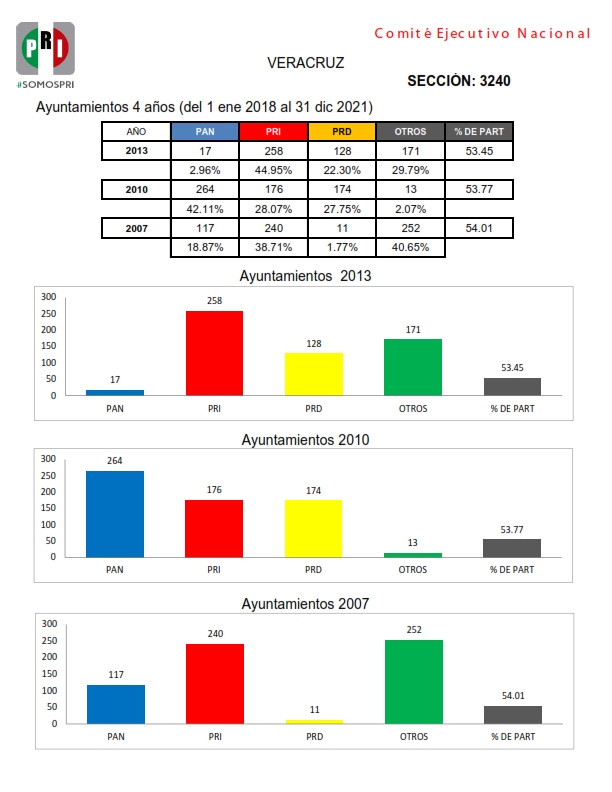 Comité Ejecutivo Nacional
PRI
#SOMOSPRI
VERACRUZ
SECCIÓN: 3240
Ayuntamientos 4 años (del 1 ene 2018 al 31 dic 2021)
AÑO PAN PRI PRD OTROS % DE PART
2013 17 258 128 171 53.45
2.96% 44.95% 22.30% 29.79%
2010 264 176 174 13 53.77
42.11% 28.07% 27.75% 2.07%
2007 117 240 11 252 54.01
18.87% 38.71% 1.77% 40.65%
Ayuntamientos 2013
300
250
200
150
100
50
0
17 258 128 171 53.45
PAN PRI PRD OTROS % DE PART
Ayuntamientos 2010
300
250
200
150
100
50
0
264 176 174 13 53.77
PAN PRI PRD OTROS % DE PART
Ayuntamientos 2007
300
250
200
150
100
50
0
117 240 11 252 54.01
PAN PRI PRD OTROS % DE PART